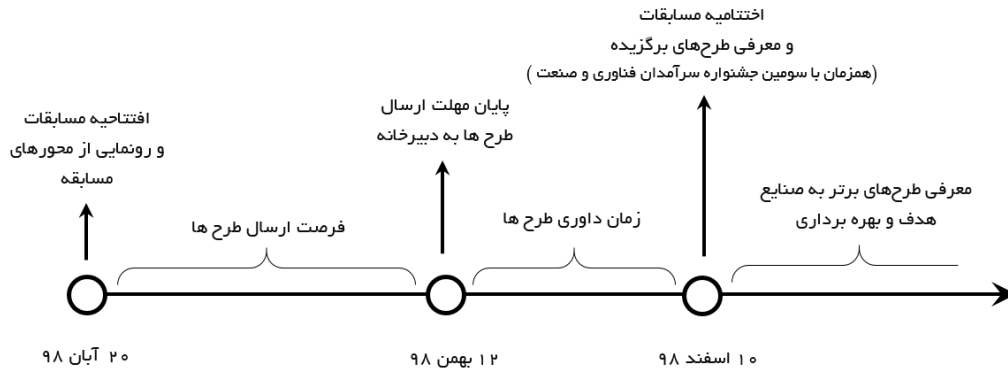 افتتاحیه مسابقات
و رونمایی از محورهای
مسابقه
فرصت ارسال طرح ها
پایان مهلت ارسال
طرح ها به دبیرخانه
زمان داوری طرح ها
اختتامیه مسابقات
و معرفی طرح‌های برگزیده
(همزمان با سومین جشنواره سرآمدان فناوری و صنعت )
معرفی طرح‌های برتر به صنایع
هدف و بهره برداری
۲۰ آبان ۹۸
۱۲ بهمن ۹۸
۱۰ اسفند ۹۸